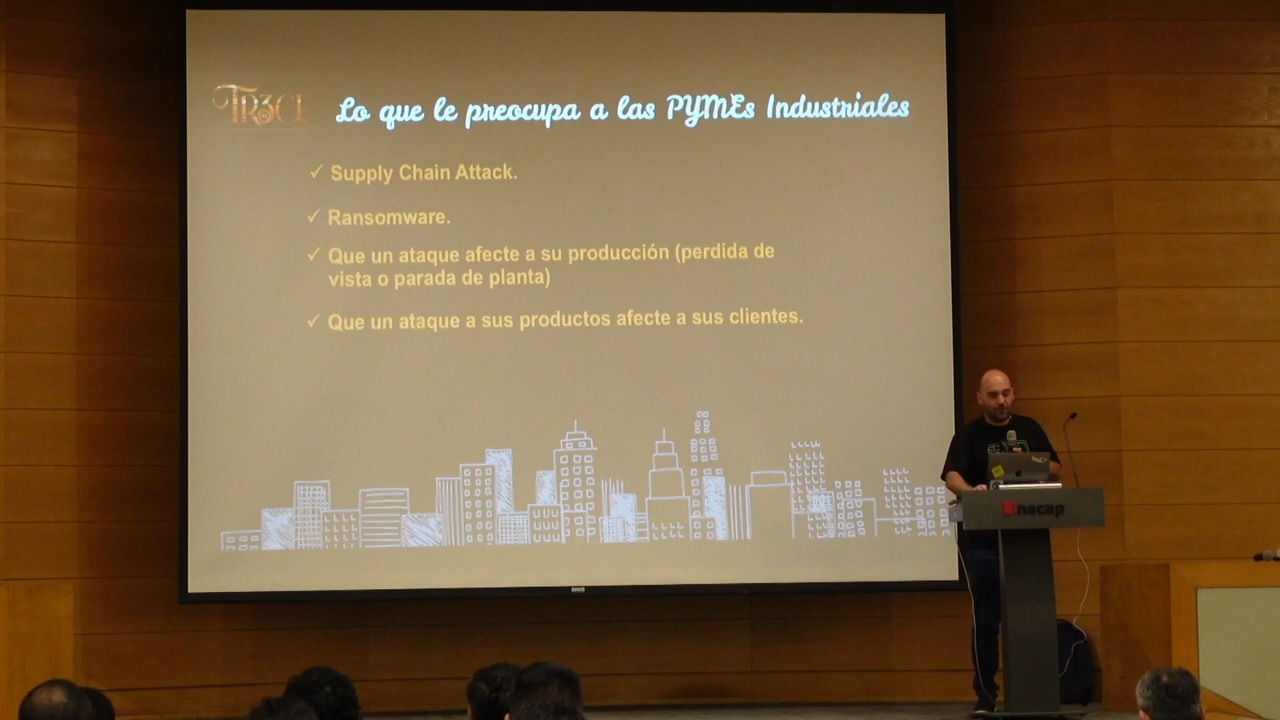 TR3CE
Lo que le preocupa a las PYMEs Industriales
✓ Supply Chain Attack.
✓ Ransomware.
✓ Que un ataque afecte a su producción (perdida de
vista o parada de planta)
✓ Que un ataque a sus productos afecte a sus clientes.
inacap